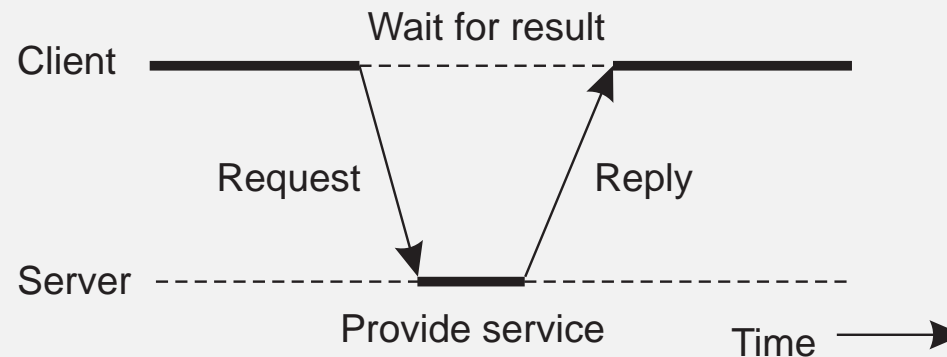 Wait for result
Client
Request
Reply
Server
Provide service
Time